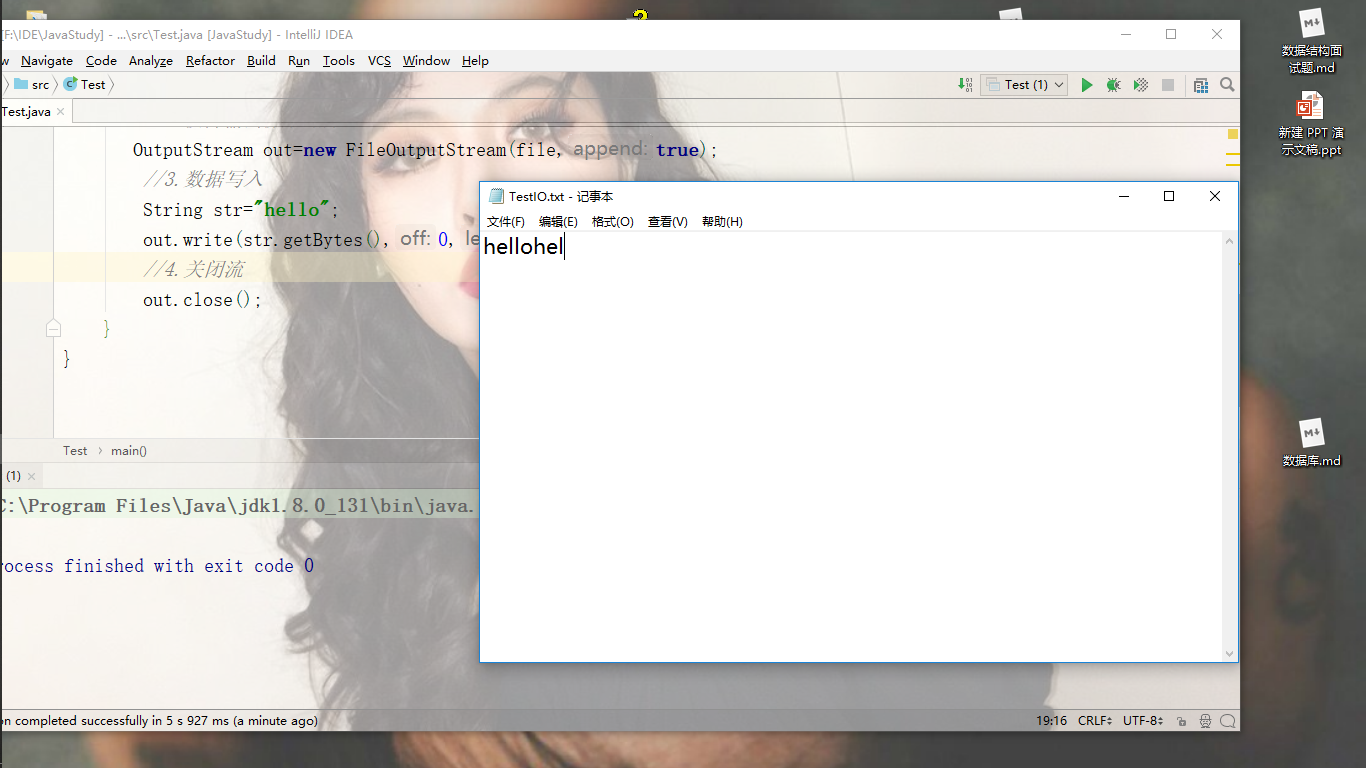 [F:\IDE\JavaStudy] - ...\src\Test.java [JavaStudy] - IntelliJ IDEA
Navigate Code Analyze Refactor Build Run Tools VCS Window Help
src Test Test (1)
Test.java
OutputStream out=new FileOutputStream(file, append: true);
//3.数据写入
String str="hello";
out.write(str.getBytes(), off: 0, le
//4.关闭流
out.close();
}
}
Test main()
(1)
C:\Program Files\Java\jdk1.8.0_131\bin\java.
rocess finished with exit code 0
on completed successfully in 5 s 927 ms (a minute ago)
19:16 CRLF UTF-8
TestIO.txt - 记事本
文件(F) 编辑(E) 格式(O) 查看(V) 帮助(H)
hellohel
数据结构面
试题.md
新建 PPT 演
示文稿.ppt
数据库.md